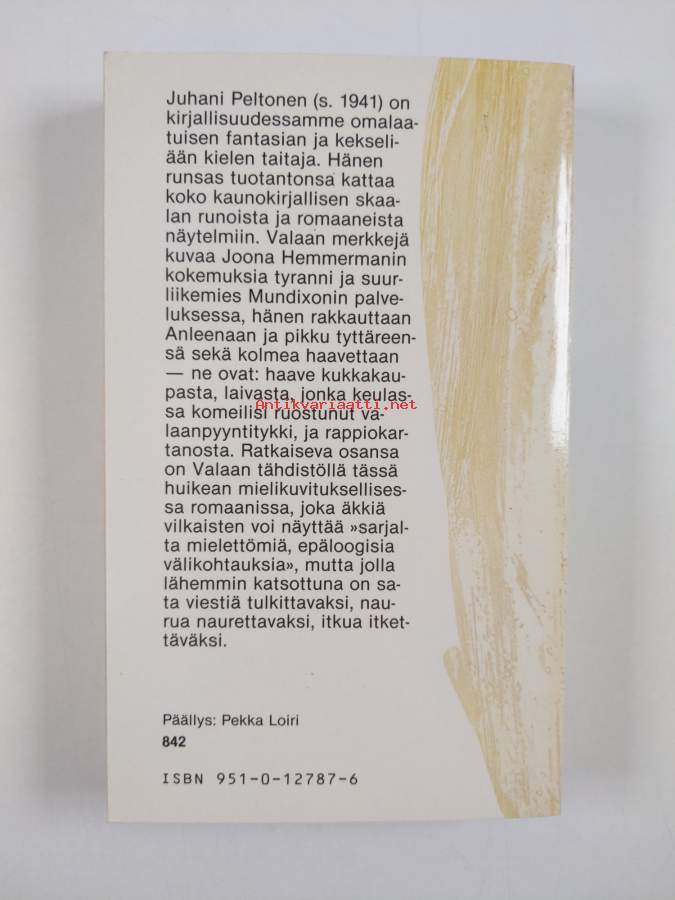 Juhani Peltonen (s. 1941) on
kirjallisuudessamme omalaa-
tuisen fantasian ja kekseli-
ään kielen taitaja. Hänen
runsas tuotantonsa kattaa
koko kaunokirjallisen skaa-
lan runoista ja romaaneista
näytelmiin. Valaan merkkejä
kuvaa Joona Hemmermanin
kokemuksia tyranni ja suur-
liikemies Mundixonin palve-
luksessa, hänen rakkauttaan
Anleenaan ja pikku tyttäreen-
sä sekä kolmea haavettaan
— ne ovat: haave kukkakau-
pasta, laivasta, jonka keulas-
Antikvariaatti.net
sa komeilisi ruostunut va-
laanpyyntitykki, ja rappiokar-
tanosta. Ratkaiseva osansa
on Valaan tähdistöllä tässä
huikean mielikuvituksellises-
sa romaanissa, joka äkkiä
vilkaisten voi näyttää »sarjal-
ta mielettömiä, epäloogisia
välikohtauksia», mutta jolla
lähemmin katsottuna on sa-
ta viestiä tulkittavaksi, nau-
rua naurettavaksi, itkua itket-
täväksi.
Päällys: Pekka Loiri
842
ISBN 951-0-12787-6